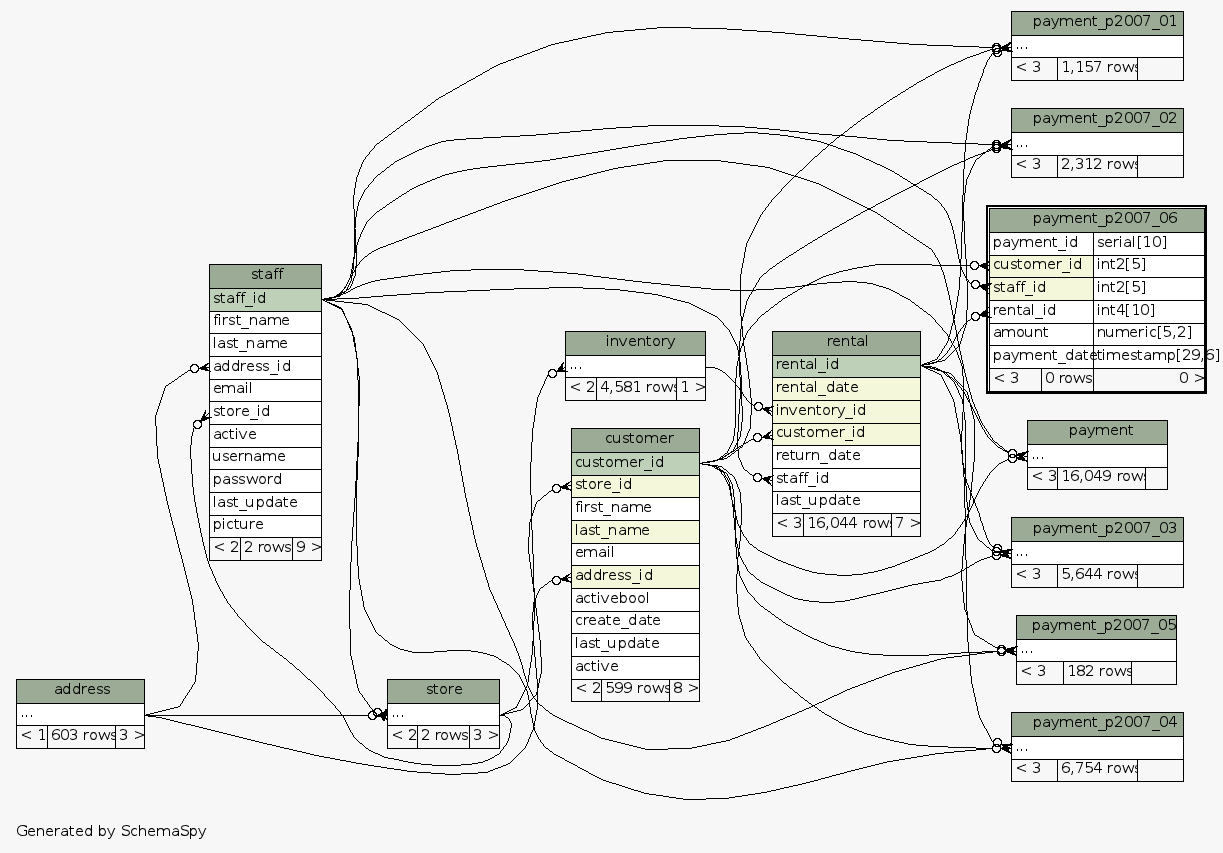 payment_p2007_01
...
< 3 1,157 rows
payment_p2007_02
...
< 3 2,312 rows
payment_p2007_06
payment_id serial[10]
customer_id int2[5]
staff_id int2[5]
rental_id int4[10]
amount numeric[5,2]
payment_date timestamp[29,6]
< 3 0 rows 0 >
staff
staff_id
first_name
last_name
address_id
email
store_id
active
username
password
last_update
picture
< 2 2 rows 9 >
inventory
...
< 2 4,581 rows 1 >
rental
rental_id
rental_date
inventory_id
customer_id
return_date
staff_id
last_update
< 3 16,044 rows 7 >
customer
customer_id
store_id
first_name
last_name
email
address_id
activebool
create_date
last_update
active
< 2 599 rows 8 >
payment
...
< 3 16,049 rows
payment_p2007_03
...
< 3 5,644 rows
payment_p2007_05
...
< 3 182 rows
address
...
< 1 603 rows 3 >
store
...
< 2 2 rows 3 >
payment_p2007_04
...
< 3 6,754 rows
Generated by SchemaSpy